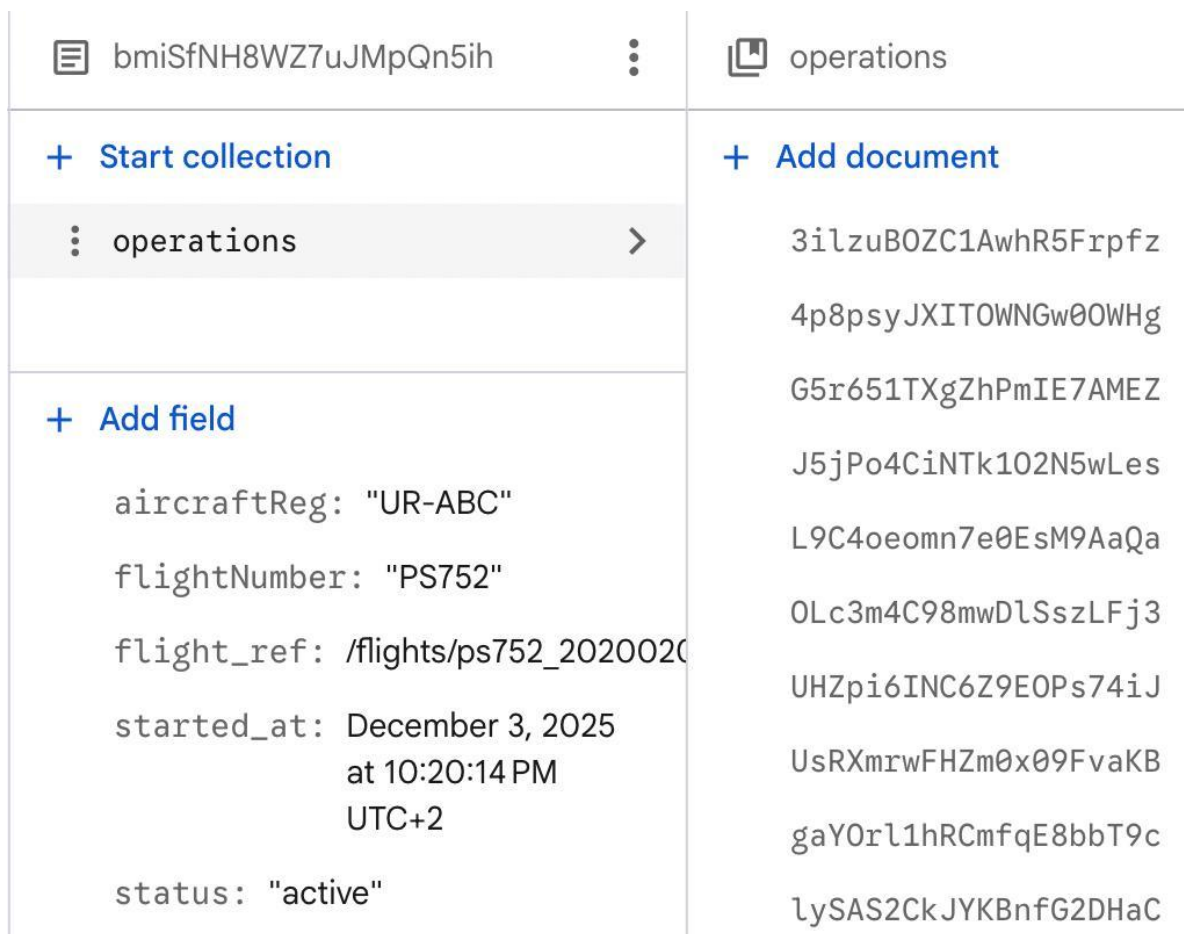 bmiSfNH8WZ7uJMpQn5ih
+ Start collection
operations
+ Add field
aircraftReg: "UR-ABC"
flightNumber: "PS752"
flight_ref: /flights/ps752_2020020
started_at: December 3, 2025
at 10:20:14 PM
UTC+2
status: "active"
operations
+ Add document
3ilzuBOZC1AwhR5Frpfz
4p8psyJXITOWNGw0OWHg
G5r651TXgZhPmIE7AMEZ
J5jPo4CiNTk1O2N5wLes
L9C4oeomn7e0EsM9AaQa
OLc3m4C98mwDlSszLFj3
UHZpi6INC6Z9EOPs74iJ
UsRXmrwFHZm0x09FvaKB
gaYOrl1hRCmfqE8bbT9c
lySAS2CkJYKBnfG2DHaC